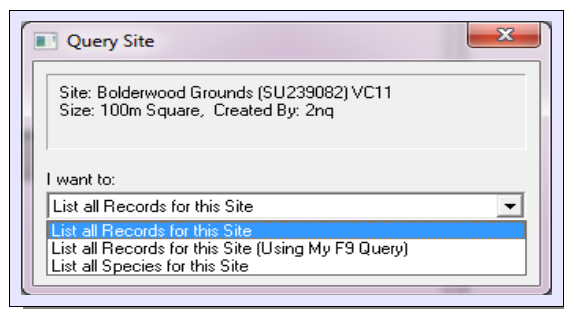 Query Site
Site: Bolderwood Grounds (SU239082) VC11
Size: 100m Square, Created By: 2nq
I want to:
List all Records for this Site
List all Records for this Site
List all Records for this Site (Using My F9 Query)
List all Species for this Site